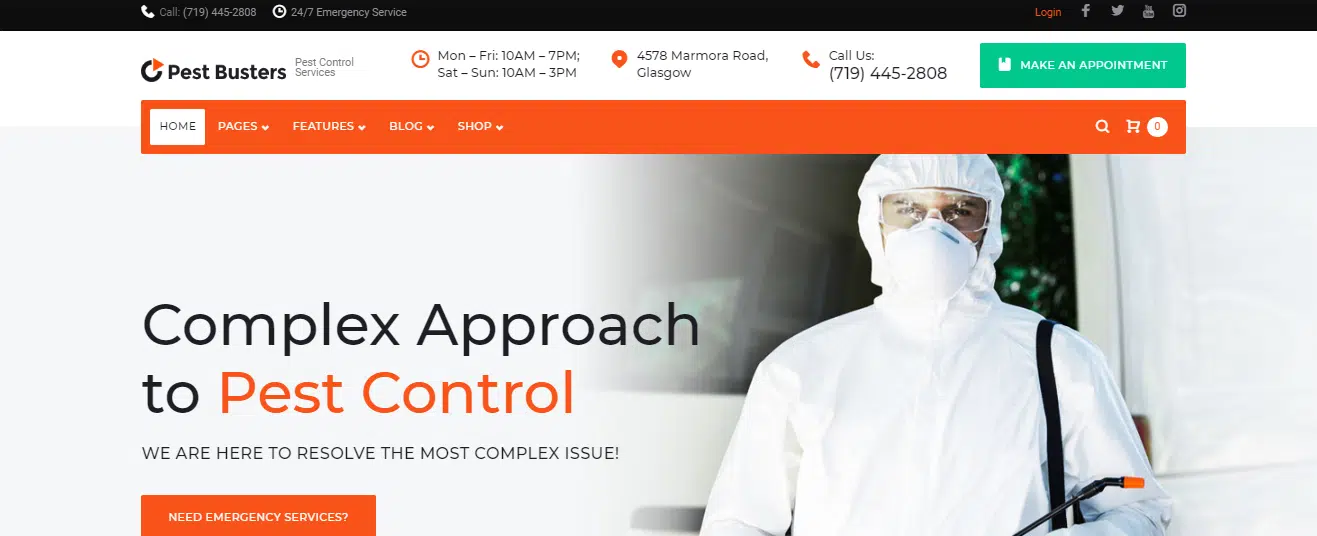 Call: (719) 445-2808
24/7 Emergency Service
Login
Pest Busters
Pest Control
Services
Mon – Fri: 10AM – 7PM;
Sat – Sun: 10AM – 3PM
4578 Marmora Road,
Glasgow
Call Us:
(719) 445-2808
MAKE AN APPOINTMENT
HOME
PAGES
FEATURES
BLOG
SHOP
0
Complex Approach
to Pest Control
WE ARE HERE TO RESOLVE THE MOST COMPLEX ISSUE!
NEED EMERGENCY SERVICES?